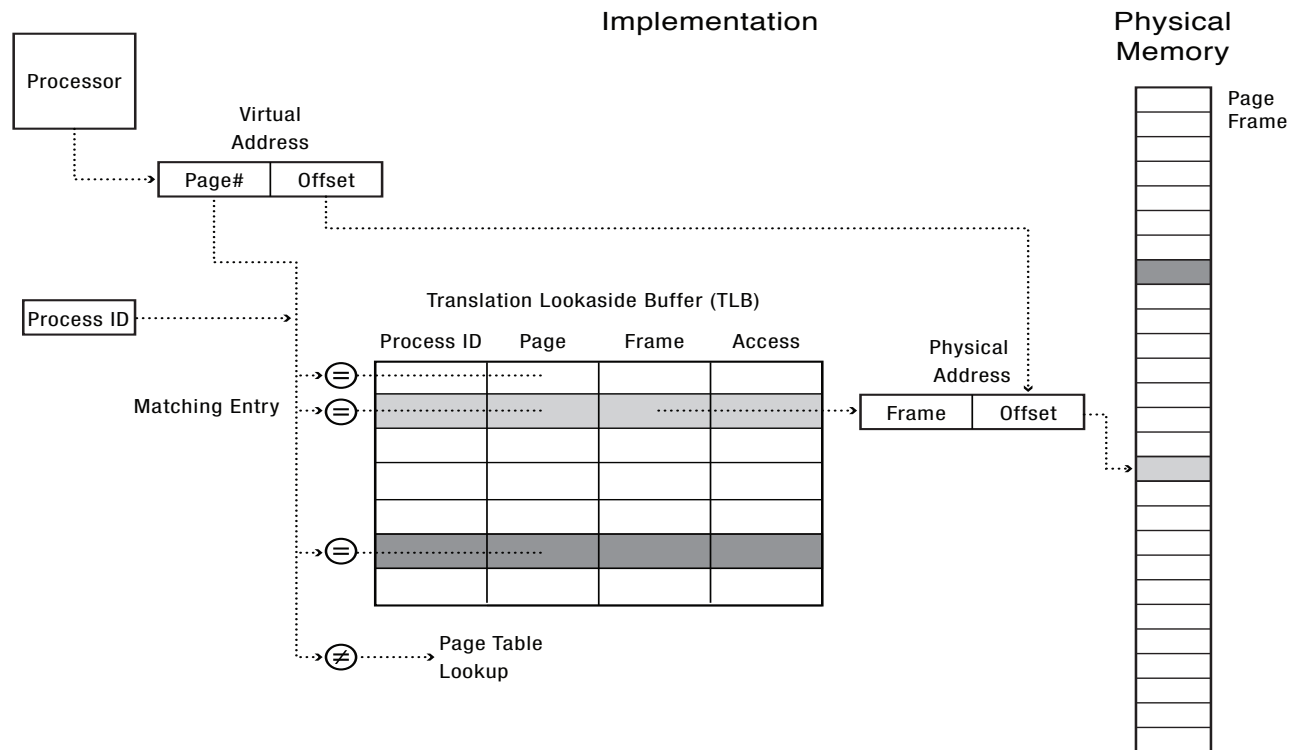 Implementation
Physical
Memory
Processor
Page
Frame
Virtual
Address
Page# Offset
Process ID
Translation Lookaside Buffer (TLB)
Process ID Page Frame Access
Physical
Address
=
Matching Entry
=
Frame Offset
=
≠
Page Table
Lookup